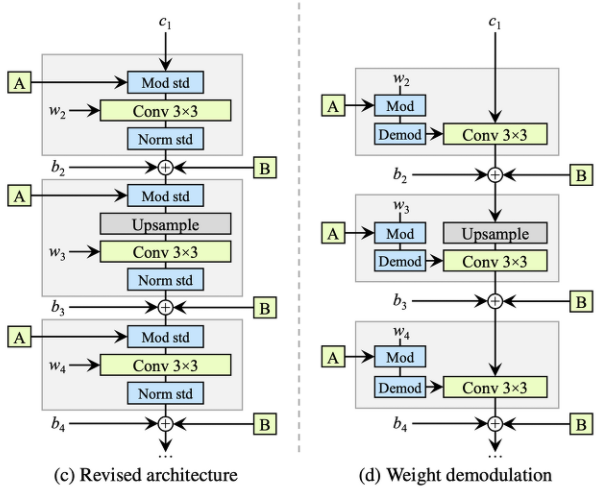 c1
A
Mod std
w2
Conv 3×3
Norm std
b2
B
A
Mod std
Upsample
w3
Conv 3×3
Norm std
b3
B
A
Mod std
w4
Conv 3×3
Norm std
b4
B
...
(c) Revised architecture
c1
w2
A
Mod
Demod
Conv 3×3
b2
B
w3
A
Mod
Upsample
Demod
Conv 3×3
b3
B
w4
A
Mod
Demod
Conv 3×3
b4
B
...
(d) Weight demodulation